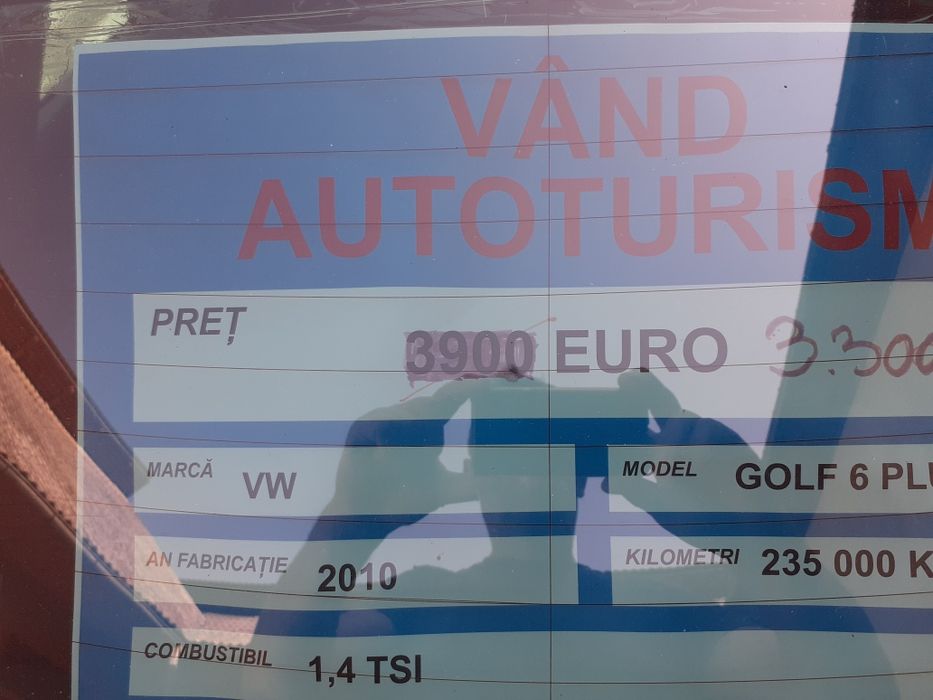 VÂND
AUTOTURISM
PREȚ 3900 EURO 3.300
MARCĂ VW MODEL GOLF 6 PLU
AN FABRICAȚIE 2010 KILOMETRI 235 000 K
COMBUSTIBIL 1,4 TSI